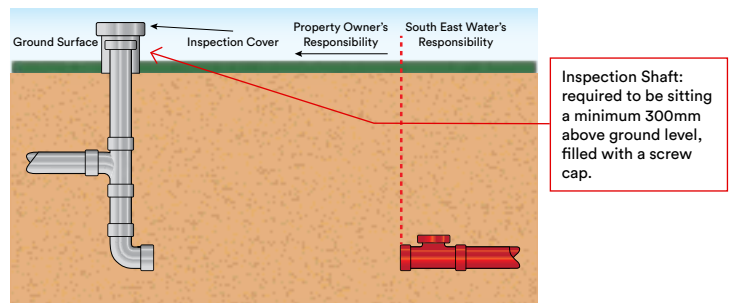 Ground Surface
Inspection Cover
Property Owner's
Responsibility
South East Water's
Responsibility
Inspection Shaft:
required to be sitting
a minimum 300mm
above ground level,
filled with a screw
cap.